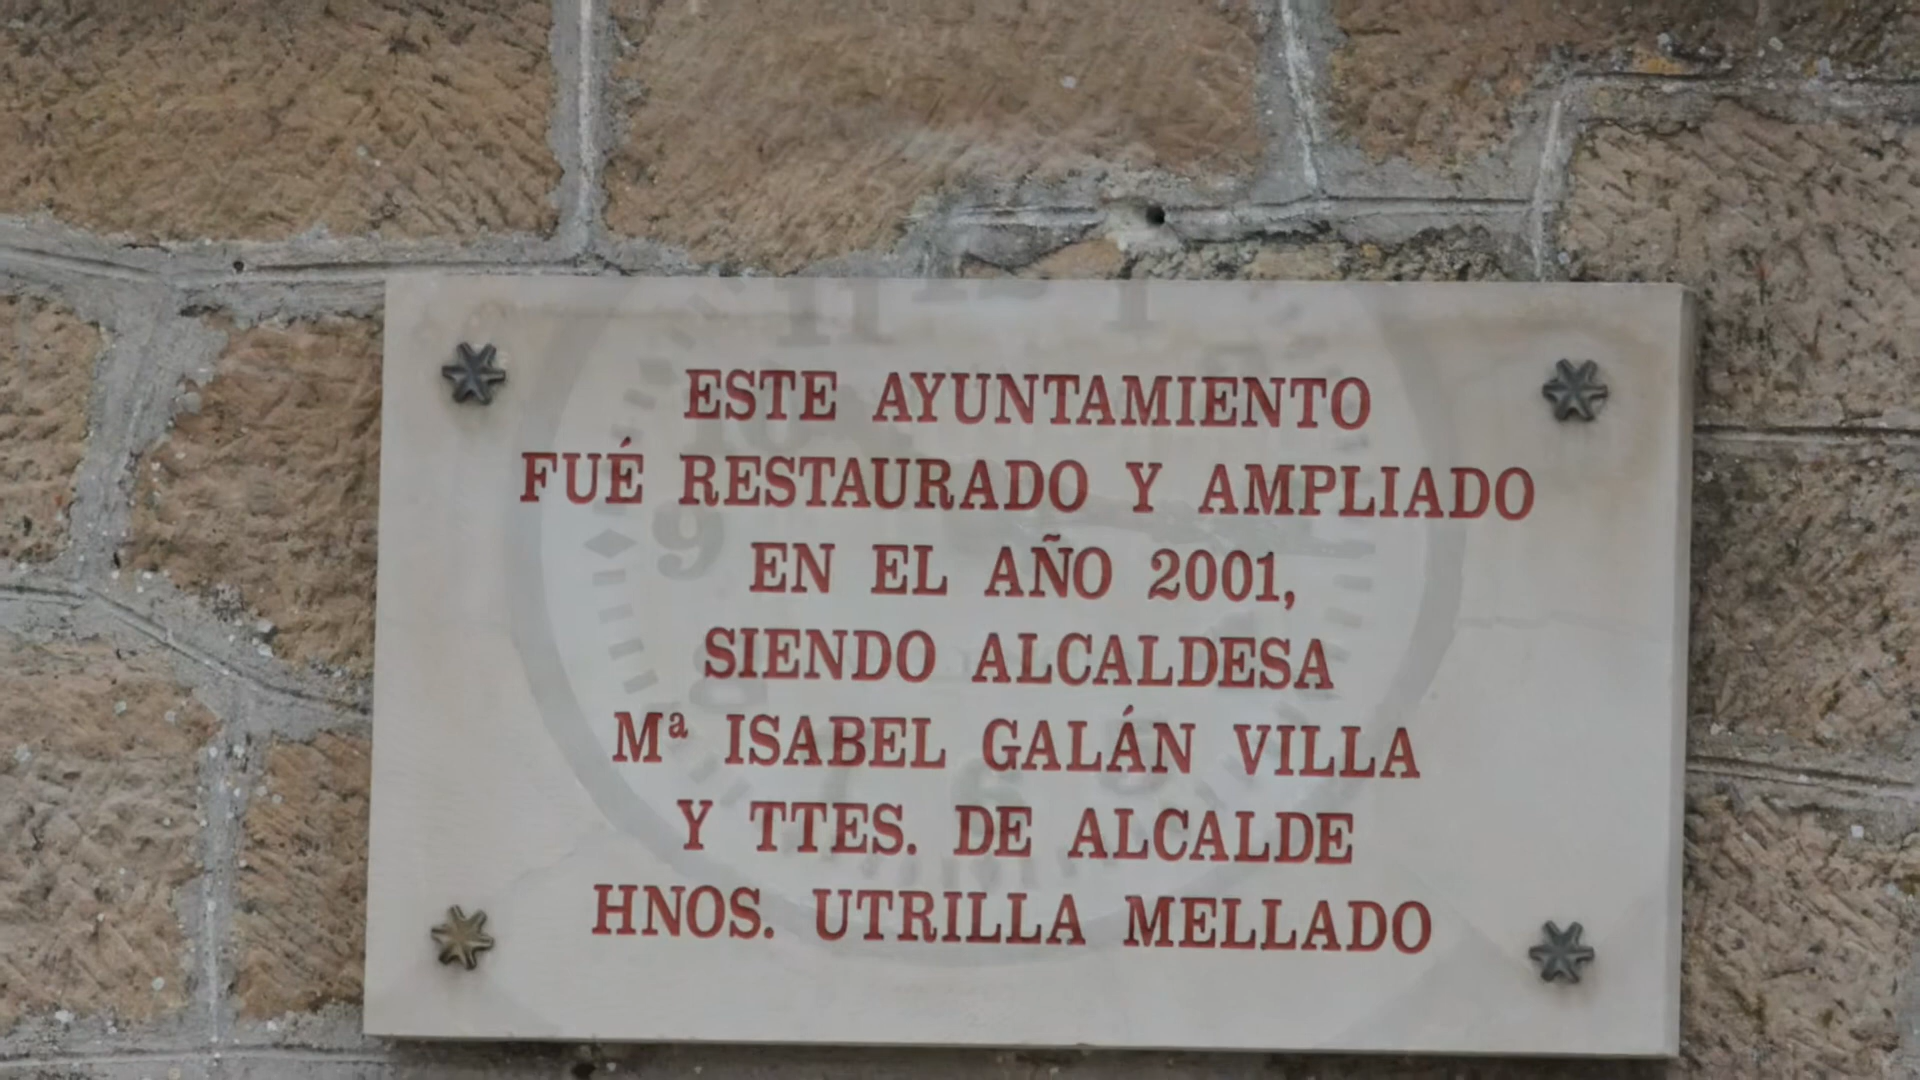 ESTE AYUNTAMIENTO
FUÉ RESTAURADO Y AMPLIADO
EN EL AÑO 2001,
SIENDO ALCALDESA
Mª ISABEL GALÁN VILLA
Y TTES. DE ALCALDE
HNOS. UTRILLA MELLADO